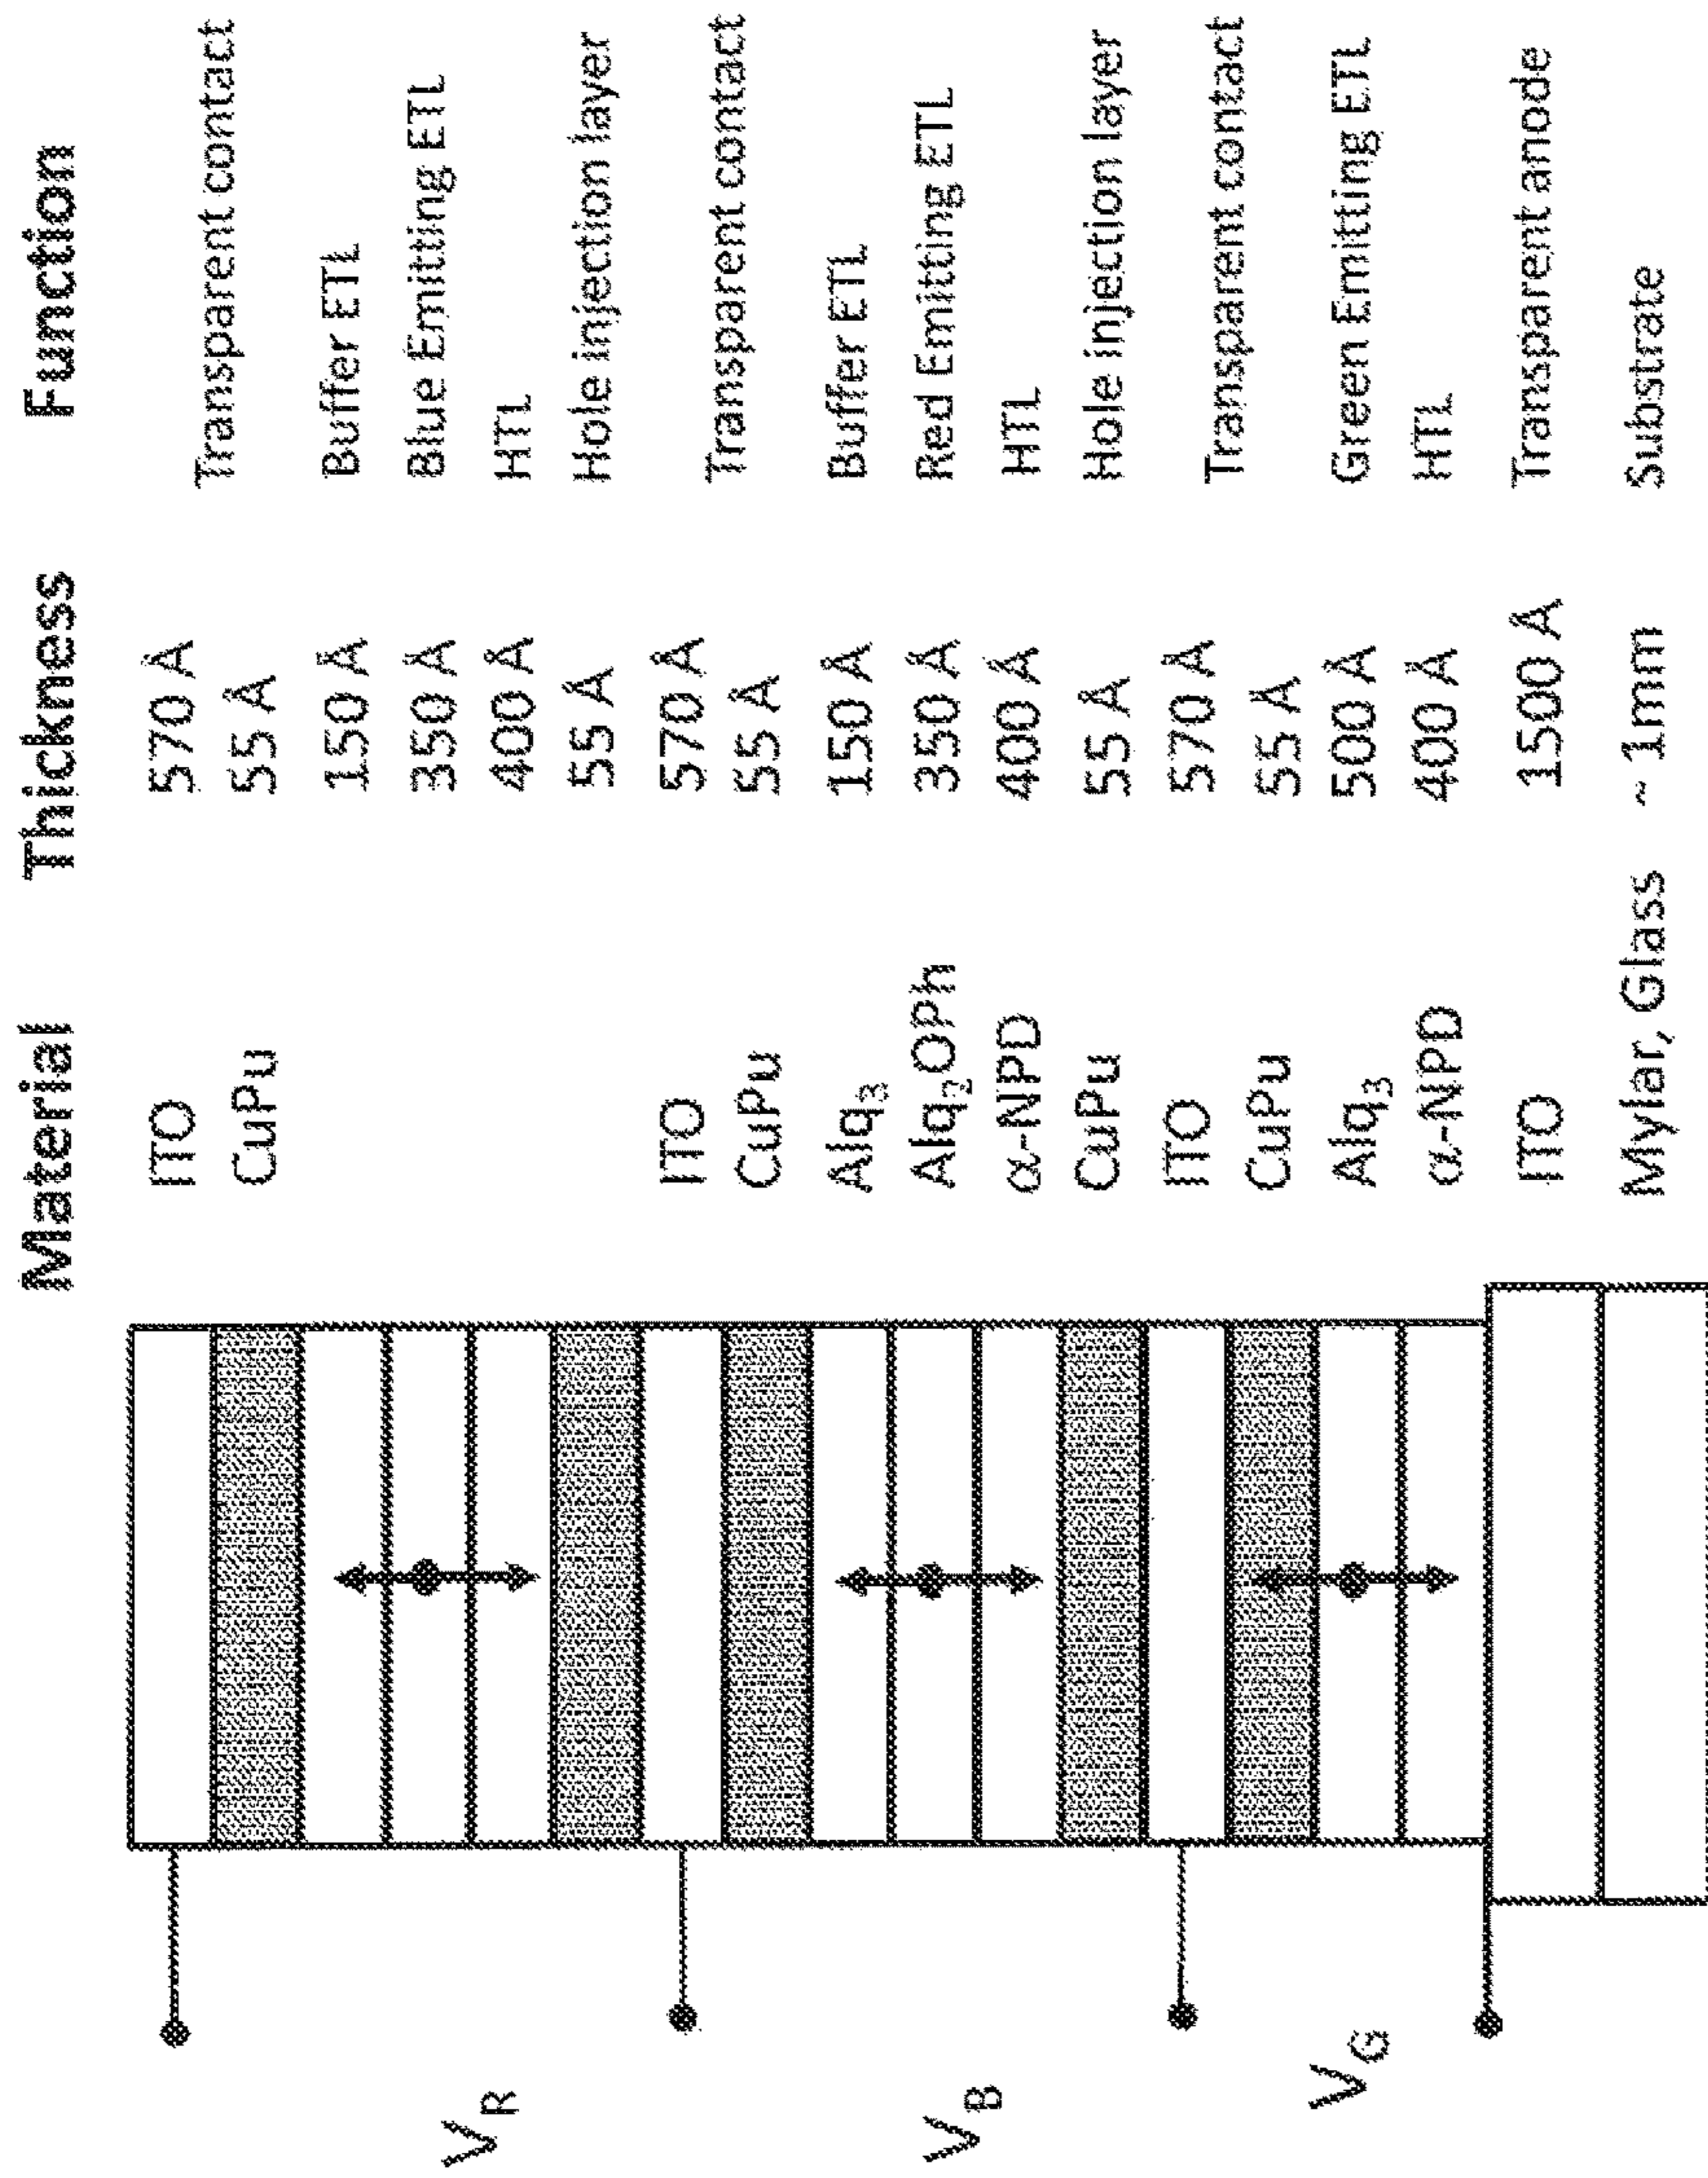 Material Thickness Function
ITO 570 Å
Transparent contact
CuPu 55 Å
150 Å Buffer ETL
350 Å Blue Emitting ETL
400 Å HTL
55 Å Hole injection layer
ITO 570 Å
Transparent contact
CuPu 55 Å
Alq₃ 150 Å Buffer ETL
Alq₂OPh 350 Å Red Emitting ETL
α-NPD 400 Å HTL
CuPu 55 Å Hole injection layer
ITO 570 Å
Transparent contact
CuPu 55 Å
Alq₃ 500 Å Green Emitting ETL
α-NPD 400 Å HTL
ITO 1500 Å Transparent anode
Mylar, Glass ~ 1mm Substrate
V_R
V_B
V_G